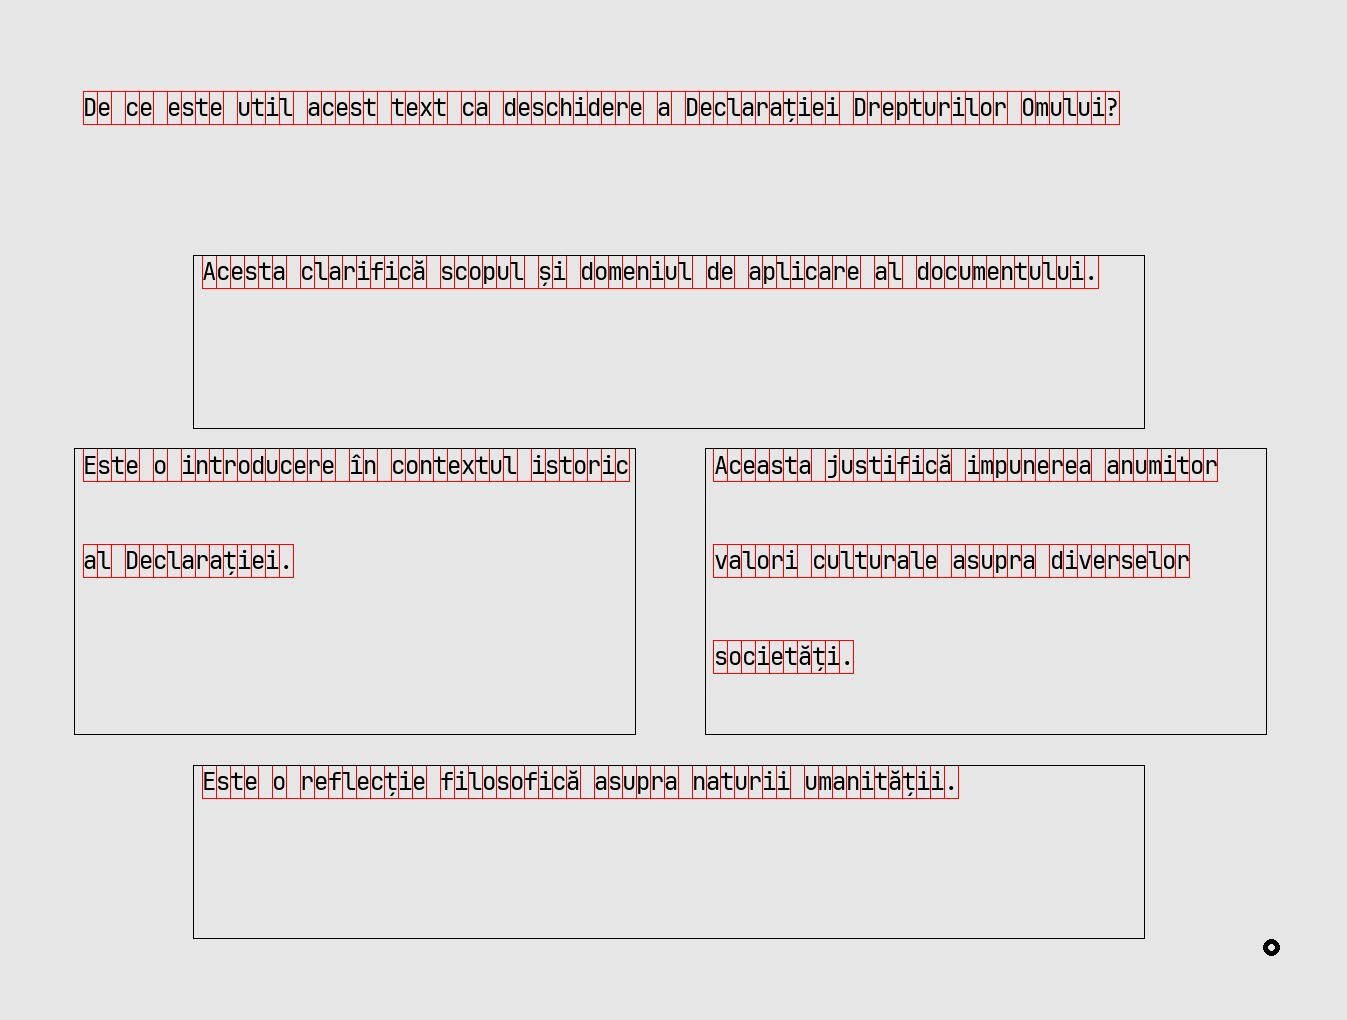 De ce este util acest text ca deschidere a Declarației Drepturilor Omului?
Acesta clarifică scopul și domeniul de aplicare al documentului.
Este o introducere în contextul istoric
al Declarației.
Aceasta justifică impunerea anumitor
valori culturale asupra diverselor
societăți.
Este o reflecție filosofică asupra naturii umanității.